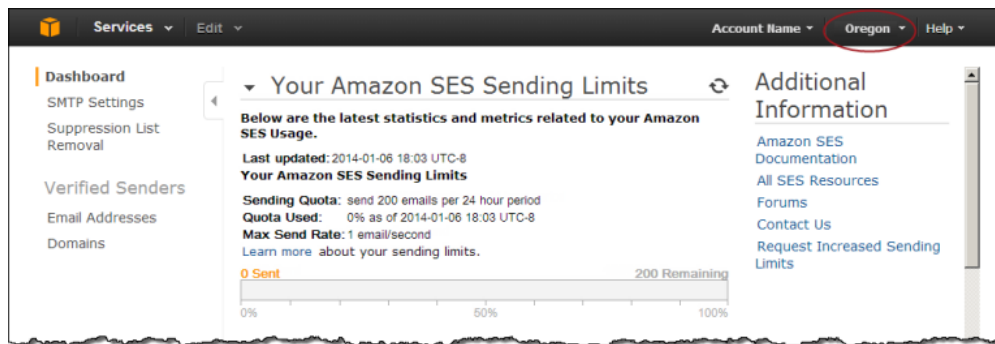 Services Edit Account Name Oregon Help
Dashboard
SMTP Settings
Suppression List
Removal
Verified Senders
Email Addresses
Domains
Your Amazon SES Sending Limits
Below are the latest statistics and metrics related to your Amazon
SES Usage.
Last updated: 2014-01-06 18:03 UTC-8
Your Amazon SES Sending Limits
Sending Quota: send 200 emails per 24 hour period
Quota Used: 0% as of 2014-01-06 18:03 UTC-8
Max Send Rate: 1 email/second
Learn more about your sending limits.
0 Sent 200 Remaining
0% 50% 100%
Additional
Information
Amazon SES
Documentation
All SES Resources
Forums
Contact Us
Request Increased Sending
Limits